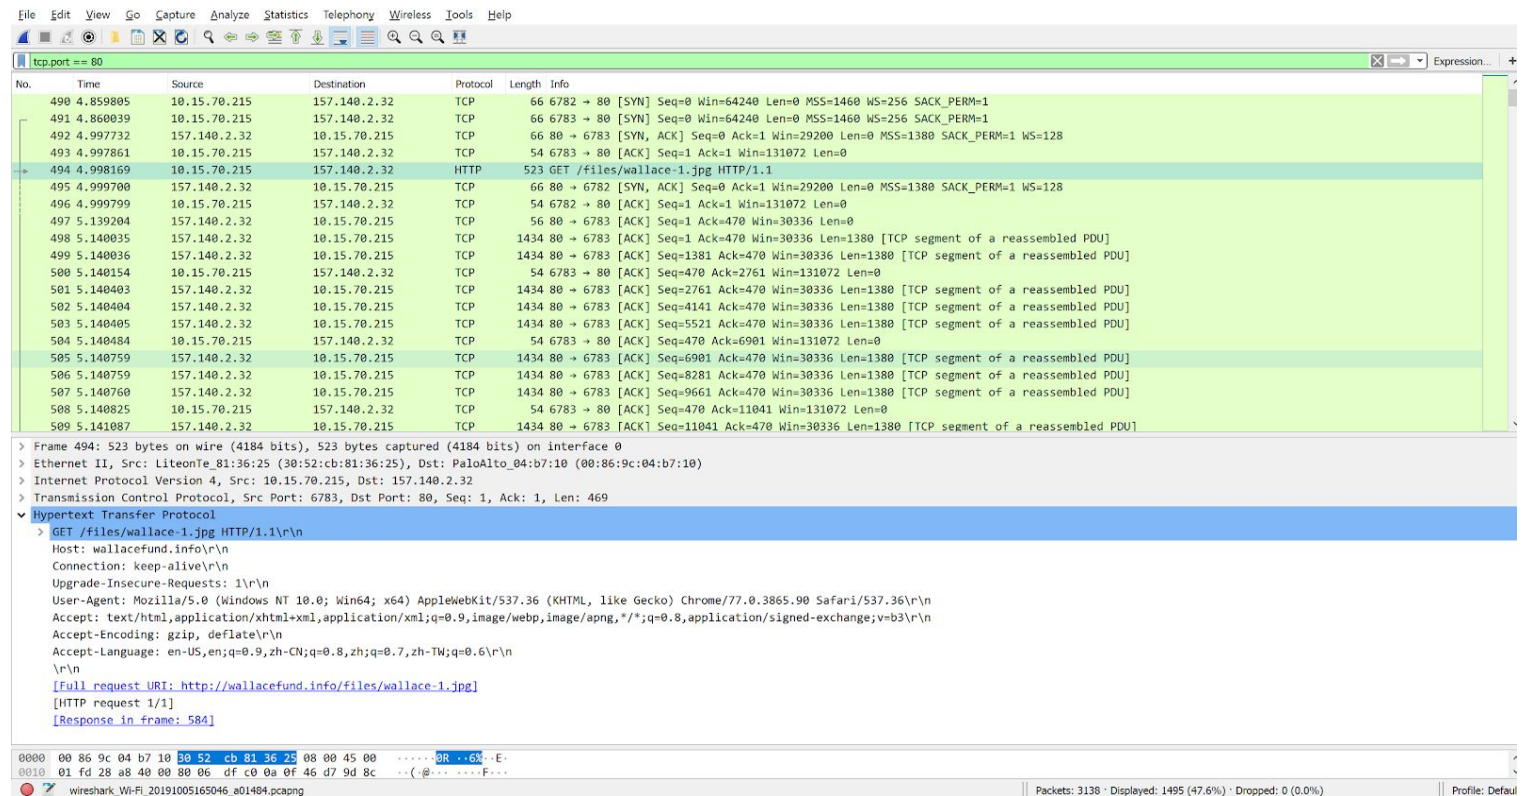 File Edit View Go Capture Analyze Statistics Telephony Wireless Tools Help
tcp.port == 80 Expression... +
No. Time Source Destination Protocol Length Info
490 4.859805 10.15.70.215 157.140.2.32 TCP 66 6782 → 80 [SYN] Seq=0 Win=64240 Len=0 MSS=1460 WS=256 SACK_PERM=1
491 4.860039 10.15.70.215 157.140.2.32 TCP 66 6783 → 80 [SYN] Seq=0 Win=64240 Len=0 MSS=1460 WS=256 SACK_PERM=1
492 4.997732 157.140.2.32 10.15.70.215 TCP 66 80 → 6783 [SYN, ACK] Seq=0 Ack=1 Win=29200 Len=0 MSS=1380 SACK_PERM=1 WS=128
493 4.997861 10.15.70.215 157.140.2.32 TCP 54 6783 → 80 [ACK] Seq=1 Ack=1 Win=131072 Len=0
494 4.998169 10.15.70.215 157.140.2.32 HTTP 523 GET /files/wallace-1.jpg HTTP/1.1
495 4.999700 157.140.2.32 10.15.70.215 TCP 66 80 → 6782 [SYN, ACK] Seq=0 Ack=1 Win=29200 Len=0 MSS=1380 SACK_PERM=1 WS=128
496 4.999799 10.15.70.215 157.140.2.32 TCP 54 6782 → 80 [ACK] Seq=1 Ack=1 Win=131072 Len=0
497 5.139204 157.140.2.32 10.15.70.215 TCP 56 80 → 6783 [ACK] Seq=1 Ack=470 Win=30336 Len=0
498 5.140035 157.140.2.32 10.15.70.215 TCP 1434 80 → 6783 [ACK] Seq=1 Ack=470 Win=30336 Len=1380 [TCP segment of a reassembled PDU]
499 5.140036 157.140.2.32 10.15.70.215 TCP 1434 80 → 6783 [ACK] Seq=1381 Ack=470 Win=30336 Len=1380 [TCP segment of a reassembled PDU]
500 5.140154 10.15.70.215 157.140.2.32 TCP 54 6783 → 80 [ACK] Seq=470 Ack=2761 Win=131072 Len=0
501 5.140403 157.140.2.32 10.15.70.215 TCP 1434 80 → 6783 [ACK] Seq=2761 Ack=470 Win=30336 Len=1380 [TCP segment of a reassembled PDU]
502 5.140404 157.140.2.32 10.15.70.215 TCP 1434 80 → 6783 [ACK] Seq=4141 Ack=470 Win=30336 Len=1380 [TCP segment of a reassembled PDU]
503 5.140405 157.140.2.32 10.15.70.215 TCP 1434 80 → 6783 [ACK] Seq=5521 Ack=470 Win=30336 Len=1380 [TCP segment of a reassembled PDU]
504 5.140484 10.15.70.215 157.140.2.32 TCP 54 6783 → 80 [ACK] Seq=470 Ack=6901 Win=131072 Len=0
505 5.140759 157.140.2.32 10.15.70.215 TCP 1434 80 → 6783 [ACK] Seq=6901 Ack=470 Win=30336 Len=1380 [TCP segment of a reassembled PDU]
506 5.140759 157.140.2.32 10.15.70.215 TCP 1434 80 → 6783 [ACK] Seq=8281 Ack=470 Win=30336 Len=1380 [TCP segment of a reassembled PDU]
507 5.140760 157.140.2.32 10.15.70.215 TCP 1434 80 → 6783 [ACK] Seq=9661 Ack=470 Win=30336 Len=1380 [TCP segment of a reassembled PDU]
508 5.140825 10.15.70.215 157.140.2.32 TCP 54 6783 → 80 [ACK] Seq=470 Ack=11041 Win=131072 Len=0
509 5.141087 157.140.2.32 10.15.70.215 TCP 1434 80 → 6783 [ACK] Seq=11041 Ack=470 Win=30336 Len=1380 [TCP segment of a reassembled PDU]
Frame 494: 523 bytes on wire (4184 bits), 523 bytes captured (4184 bits) on interface 0
Ethernet II, Src: LiteonTe_81:36:25 (30:52:cb:81:36:25), Dst: PaloAlto_04:b7:10 (00:86:9c:04:b7:10)
Internet Protocol Version 4, Src: 10.15.70.215, Dst: 157.140.2.32
Transmission Control Protocol, Src Port: 6783, Dst Port: 80, Seq: 1, Ack: 1, Len: 469
Hypertext Transfer Protocol
GET /files/wallace-1.jpg HTTP/1.1\r\n
Host: wallacefund.info\r\n
Connection: keep-alive\r\n
Upgrade-Insecure-Requests: 1\r\n
User-Agent: Mozilla/5.0 (Windows NT 10.0; Win64; x64) AppleWebKit/537.36 (KHTML, like Gecko) Chrome/77.0.3865.90 Safari/537.36\r\n
Accept: text/html,application/xhtml+xml,application/xml;q=0.9,image/webp,image/apng,*/*;q=0.8,application/signed-exchange;v=b3\r\n
Accept-Encoding: gzip, deflate\r\n
Accept-Language: en-US,en;q=0.9,zh-CN;q=0.8,zh;q=0.7,zh-TW;q=0.6\r\n
\r\n
[Full request URI: http://wallacefund.info/files/wallace-1.jpg]
[HTTP request 1/1]
[Response in frame: 584]
0000 00 86 9c 04 b7 10 30 52 cb 81 36 25 08 00 45 00 ······0R ··6%··E·
0010 01 fd 28 a8 40 00 80 06 df c0 0a 0f 46 d7 9d 8c ··(·@··· ····F···
wireshark_Wi-Fi_20191005165046_a01484.pcapng Packets: 3138 · Displayed: 1495 (47.6%) · Dropped: 0 (0.0%) Profile: Defaul